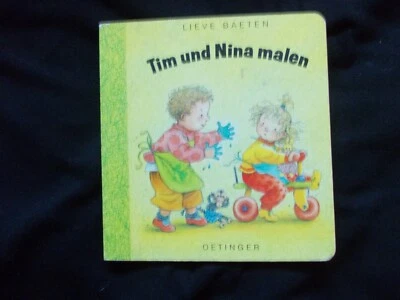 LIEVE BAETEN
Tim und Nina malen
OETINGER